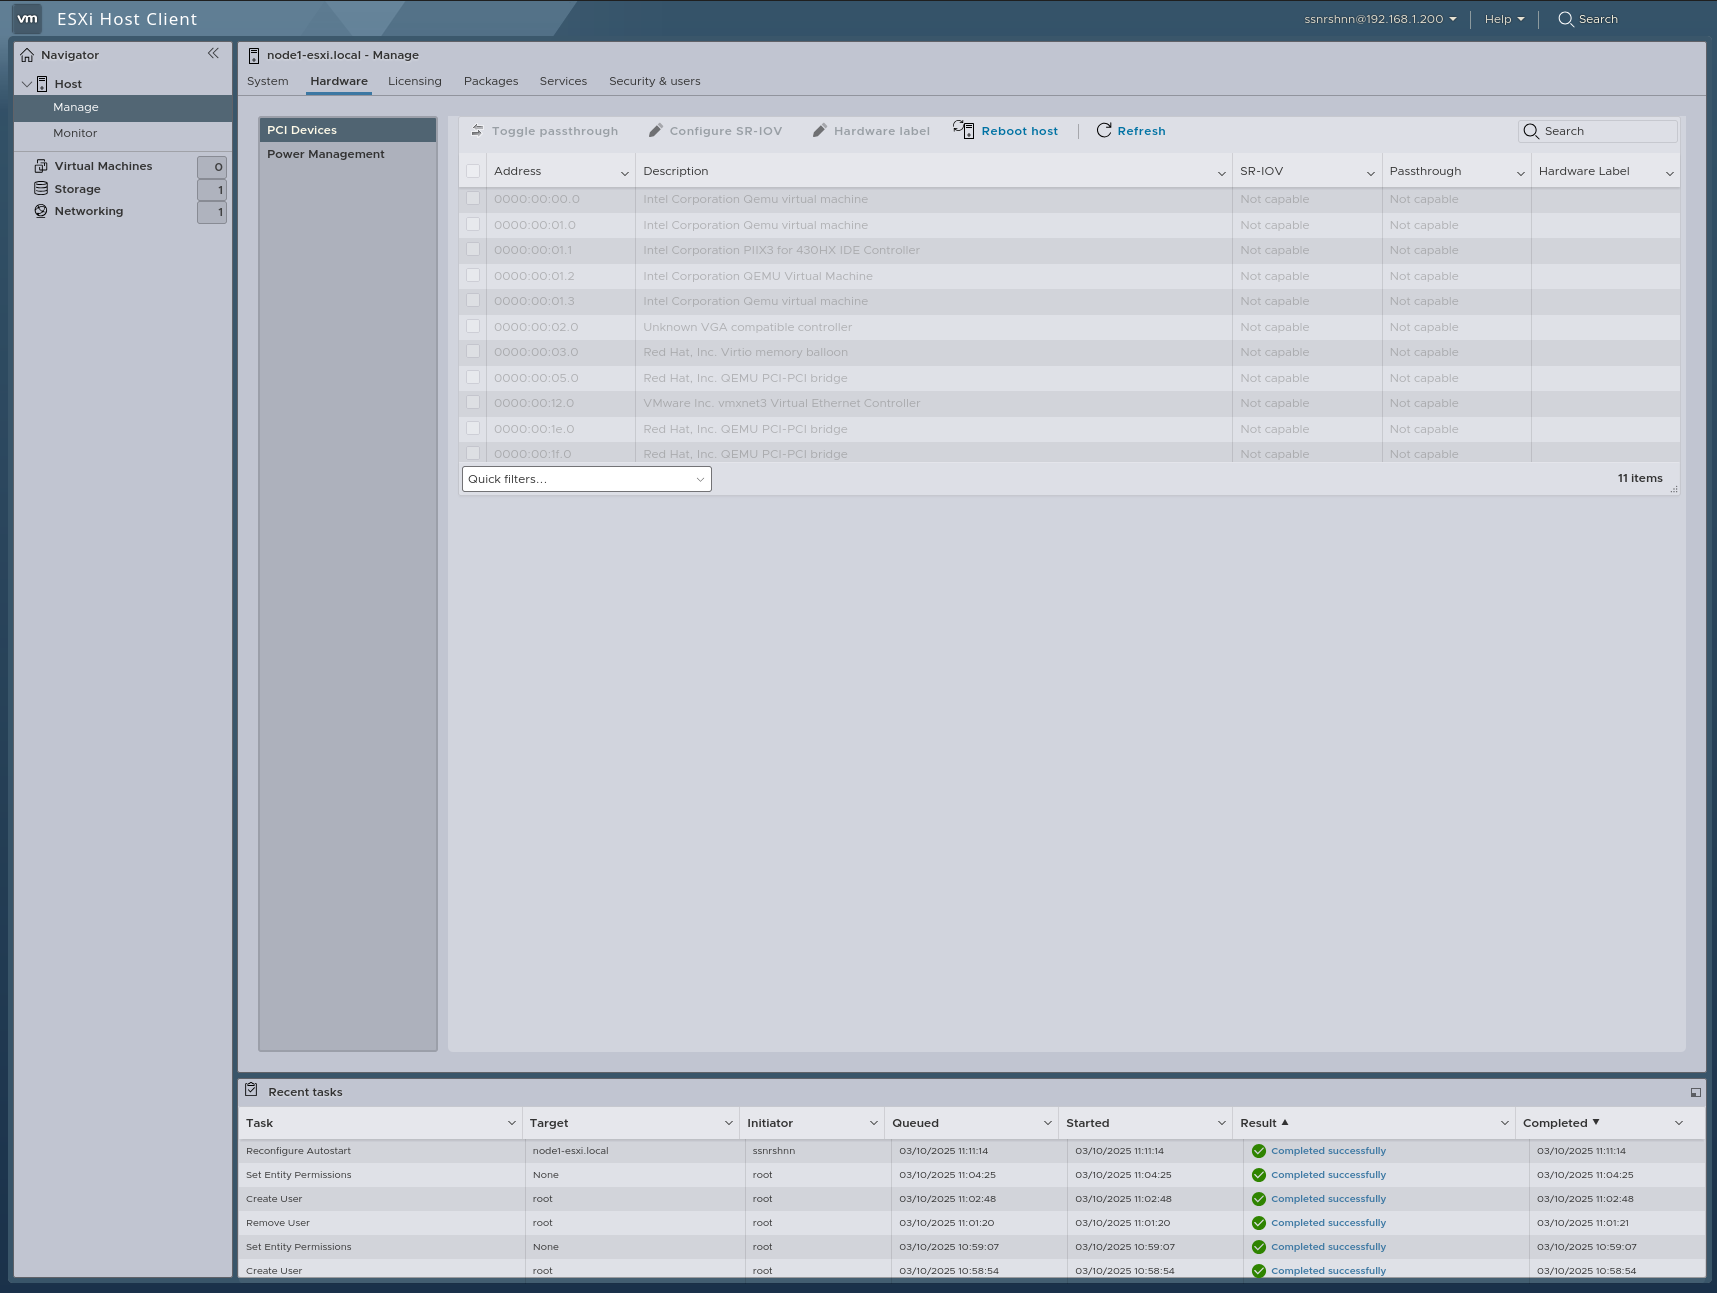 vm ESXi Host Client ssnrshnn@192.168.1.200 Help Search
Navigator
Host
Manage
Monitor
Virtual Machines 0
Storage 1
Networking 1
node1-esxi.local - Manage
System Hardware Licensing Packages Services Security & users
PCI Devices
Power Management
Toggle passthrough Configure SR-IOV Hardware label Reboot host Refresh Search
Address Description SR-IOV Passthrough Hardware Label
0000:00:00.0 Intel Corporation Qemu virtual machine Not capable Not capable
0000:00:01.0 Intel Corporation Qemu virtual machine Not capable Not capable
0000:00:01.1 Intel Corporation PIIX3 for 430HX IDE Controller Not capable Not capable
0000:00:01.2 Intel Corporation QEMU Virtual Machine Not capable Not capable
0000:00:01.3 Intel Corporation Qemu virtual machine Not capable Not capable
0000:00:02.0 Unknown VGA compatible controller Not capable Not capable
0000:00:03.0 Red Hat, Inc. Virtio memory balloon Not capable Not capable
0000:00:05.0 Red Hat, Inc. QEMU PCI-PCI bridge Not capable Not capable
0000:00:12.0 VMware Inc. vmxnet3 Virtual Ethernet Controller Not capable Not capable
0000:00:1e.0 Red Hat, Inc. QEMU PCI-PCI bridge Not capable Not capable
0000:00:1f.0 Red Hat, Inc. QEMU PCI-PCI bridge Not capable Not capable
Quick filters... 11 items
Recent tasks
Task Target Initiator Queued Started Result Completed
Reconfigure Autostart node1-esxi.local ssnrshnn 03/10/2025 11:11:14 03/10/2025 11:11:14 Completed successfully 03/10/2025 11:11:14
Set Entity Permissions None root 03/10/2025 11:04:25 03/10/2025 11:04:25 Completed successfully 03/10/2025 11:04:25
Create User root root 03/10/2025 11:02:48 03/10/2025 11:02:48 Completed successfully 03/10/2025 11:02:48
Remove User root root 03/10/2025 11:01:20 03/10/2025 11:01:20 Completed successfully 03/10/2025 11:01:21
Set Entity Permissions None root 03/10/2025 10:59:07 03/10/2025 10:59:07 Completed successfully 03/10/2025 10:59:07
Create User root root 03/10/2025 10:58:54 03/10/2025 10:58:54 Completed successfully 03/10/2025 10:58:54